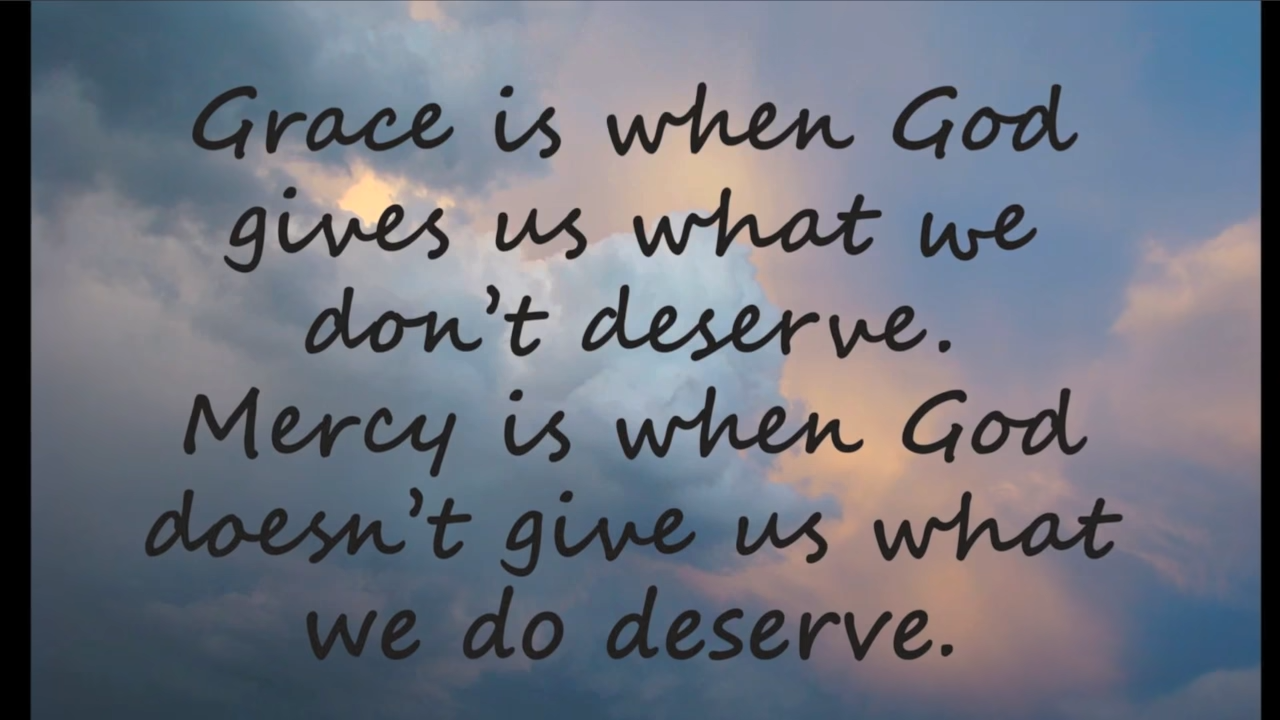 Grace is when God
gives us what we
don’t deserve.
Mercy is when God
doesn’t give us what
we do deserve.